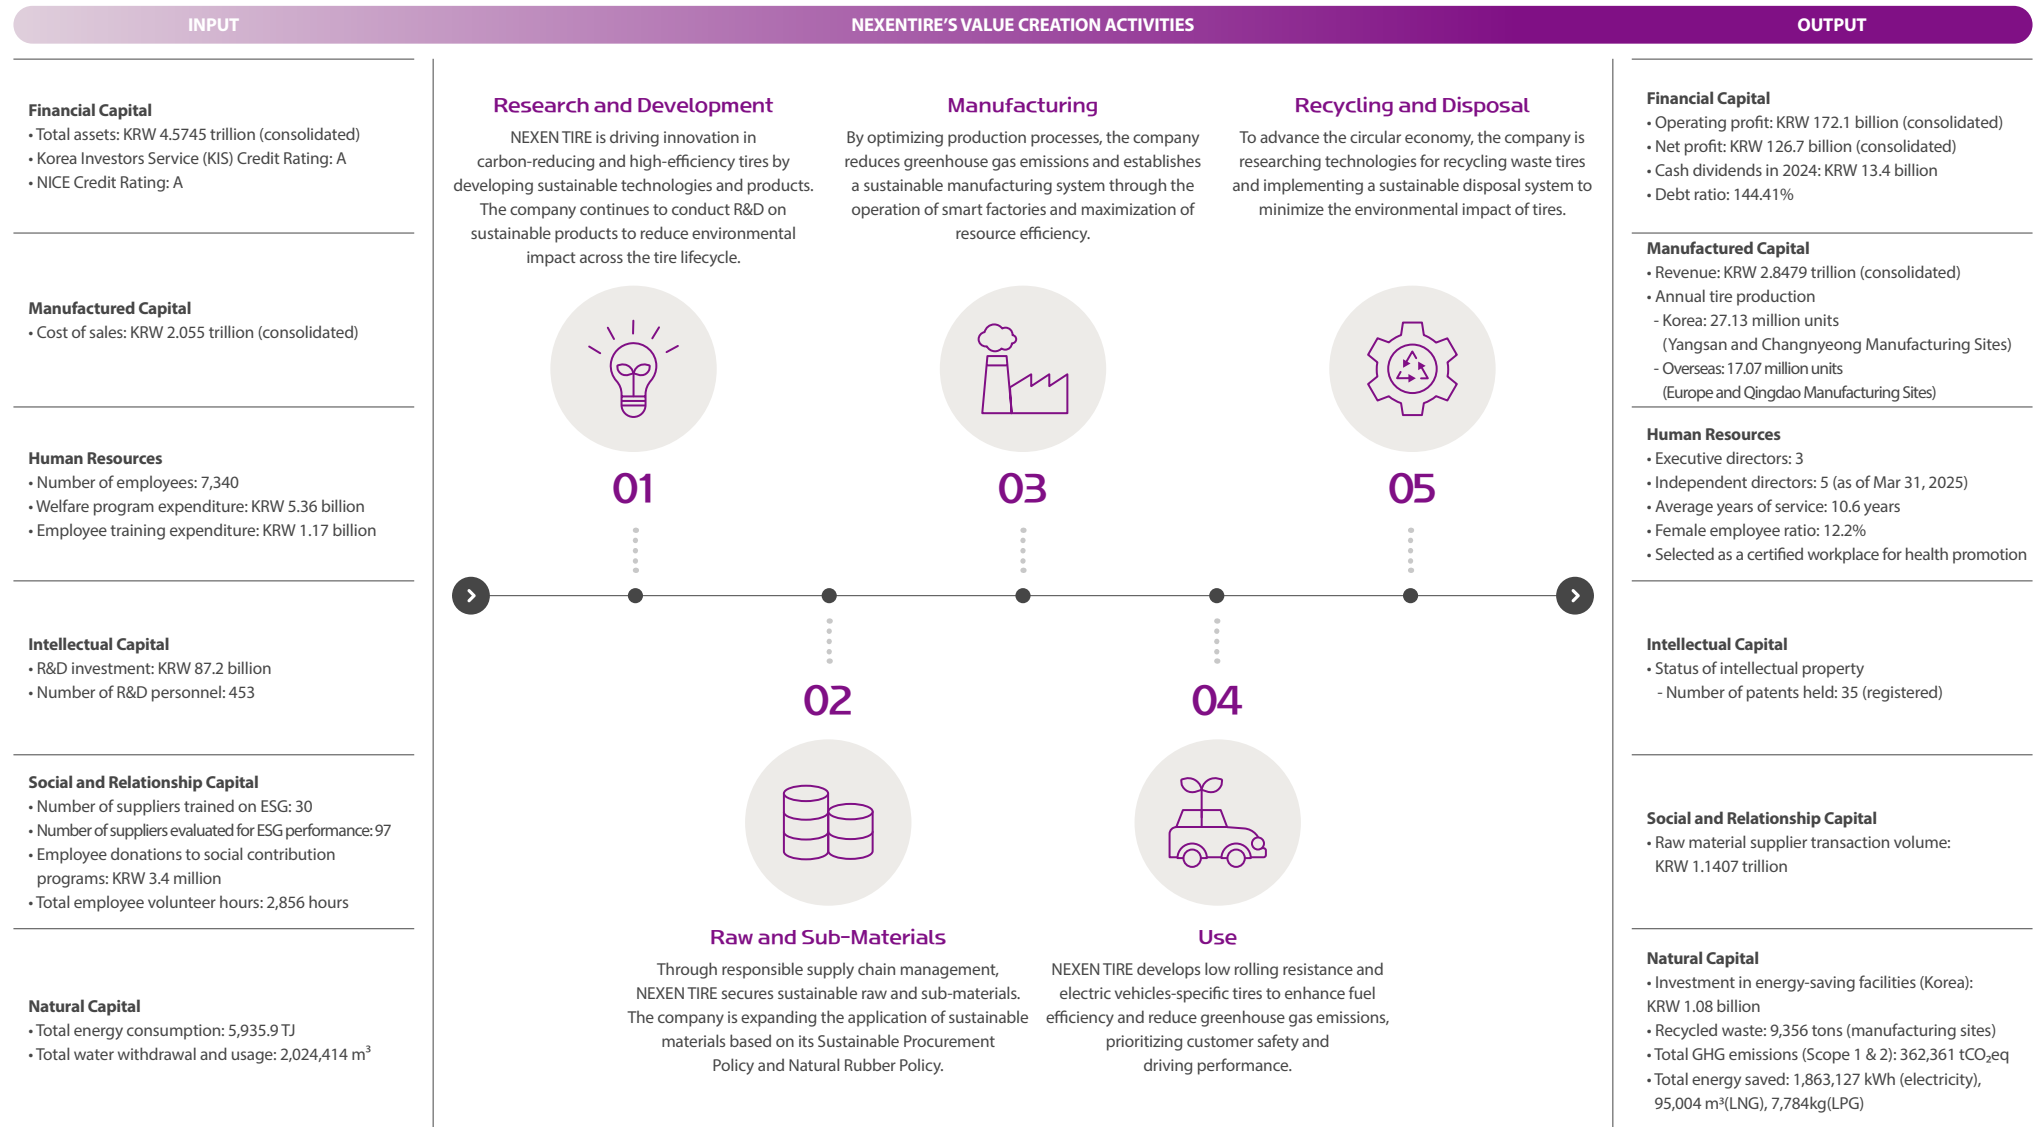 INPUT
NEXENTIRE'S VALUE CREATION ACTIVITIES
OUTPUT
Financial Capital
• Total assets: KRW 4.5745 trillion (consolidated)
• Korea Investors Service (KIS) Credit Rating: A
• NICE Credit Rating: A
Manufactured Capital
• Cost of sales: KRW 2.055 trillion (consolidated)
Human Resources
• Number of employees: 7,340
• Welfare program expenditure: KRW 5.36 billion
• Employee training expenditure: KRW 1.17 billion
Intellectual Capital
• R&D investment: KRW 87.2 billion
• Number of R&D personnel: 453
Social and Relationship Capital
• Number of suppliers trained on ESG: 30
• Number of suppliers evaluated for ESG performance: 97
• Employee donations to social contribution
programs: KRW 3.4 million
• Total employee volunteer hours: 2,856 hours
Natural Capital
• Total energy consumption: 5,935.9 TJ
• Total water withdrawal and usage: 2,024,414 m³
Research and Development
NEXEN TIRE is driving innovation in
carbon-reducing and high-efficiency tires by
developing sustainable technologies and products.
The company continues to conduct R&D on
sustainable products to reduce environmental
impact across the tire lifecycle.
01
02
Raw and Sub-Materials
Through responsible supply chain management,
NEXEN TIRE secures sustainable raw and sub-materials.
The company is expanding the application of sustainable
materials based on its Sustainable Procurement
Policy and Natural Rubber Policy.
Manufacturing
By optimizing production processes, the company
reduces greenhouse gas emissions and establishes
a sustainable manufacturing system through the
operation of smart factories and maximization of
resource efficiency.
03
04
Use
NEXEN TIRE develops low rolling resistance and
electric vehicles-specific tires to enhance fuel
efficiency and reduce greenhouse gas emissions,
prioritizing customer safety and
driving performance.
Recycling and Disposal
To advance the circular economy, the company is
researching technologies for recycling waste tires
and implementing a sustainable disposal system to
minimize the environmental impact of tires.
05
Financial Capital
• Operating profit: KRW 172.1 billion (consolidated)
• Net profit: KRW 126.7 billion (consolidated)
• Cash dividends in 2024: KRW 13.4 billion
• Debt ratio: 144.41%
Manufactured Capital
• Revenue: KRW 2.8479 trillion (consolidated)
• Annual tire production
- Korea: 27.13 million units
(Yangsan and Changnyeong Manufacturing Sites)
- Overseas: 17.07 million units
(Europe and Qingdao Manufacturing Sites)
Human Resources
• Executive directors: 3
• Independent directors: 5 (as of Mar 31, 2025)
• Average years of service: 10.6 years
• Female employee ratio: 12.2%
• Selected as a certified workplace for health promotion
Intellectual Capital
• Status of intellectual property
- Number of patents held: 35 (registered)
Social and Relationship Capital
• Raw material supplier transaction volume:
KRW 1.1407 trillion
Natural Capital
• Investment in energy-saving facilities (Korea):
KRW 1.08 billion
• Recycled waste: 9,356 tons (manufacturing sites)
• Total GHG emissions (Scope 1 & 2): 362,361 tCO₂eq
• Total energy saved: 1,863,127 kWh (electricity),
95,004 m³(LNG), 7,784kg(LPG)